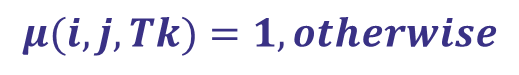 μ(i,j,Tk) = 1,otherwise